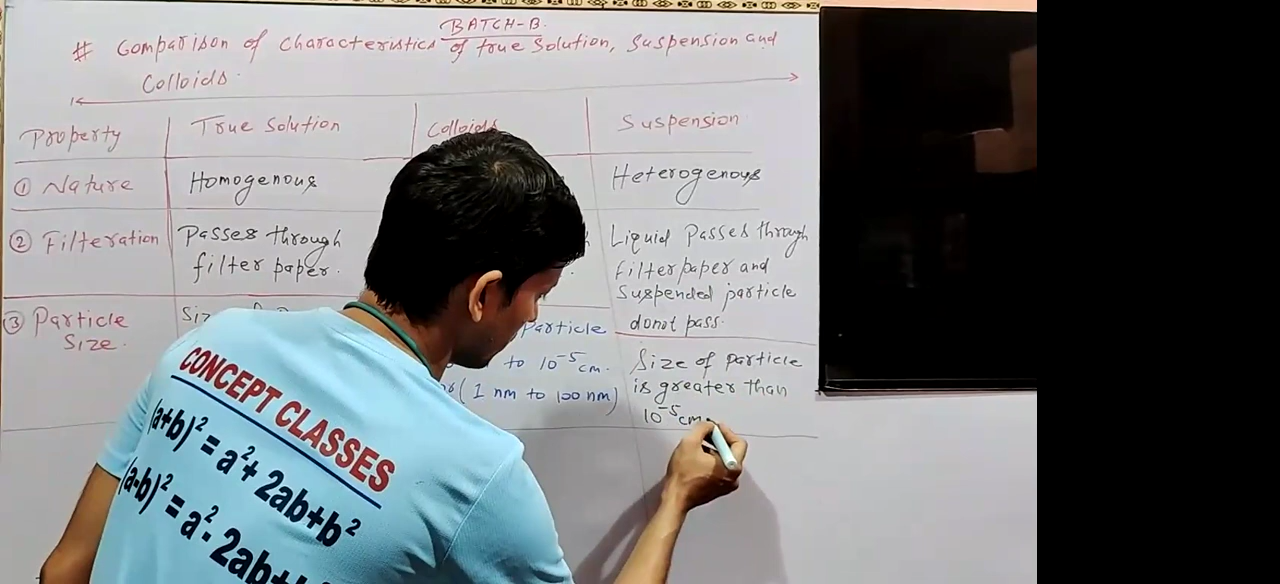 BATCH-B.
# Comparison of characteristics of true solution, suspension and
Colloids.
Property
True Solution
Colloids
Suspension
① Nature
Homogenous
Heterogenous
② Filteration
Passes through
filter paper.
Liquid Passes through
filter paper and
suspended particle
donot pass.
③ Particle
Size.
Particle
to 10⁻⁵ cm.
(1 nm to 100 nm)
Size of particle
is greater than
10⁻⁵ cm
CONCEPT CLASSES
(a+b)² = a² + 2ab+b²
(a-b)² = a² - 2ab+